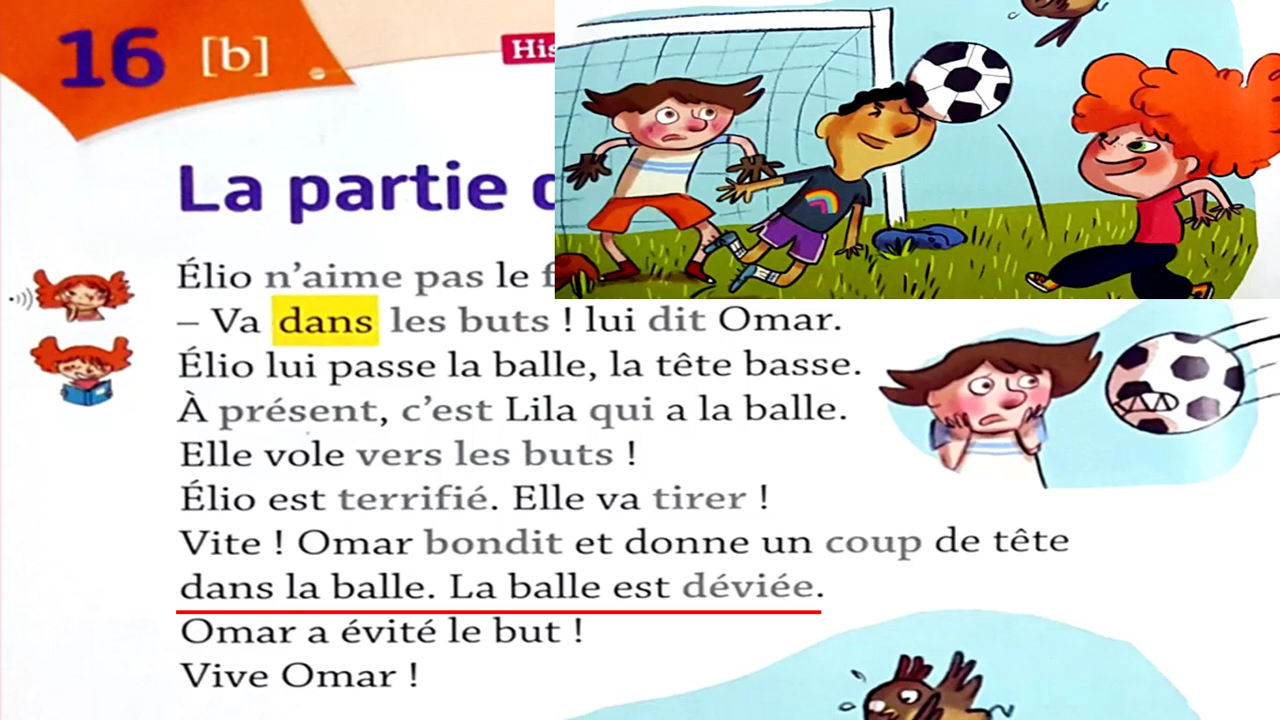 16 [b]
His
La partie
Élio n'aime pas le
– Va dans les buts ! lui dit Omar.
Élio lui passe la balle, la tête basse.
À présent, c'est Lila qui a la balle.
Elle vole vers les buts !
Élio est terrifié. Elle va tirer !
Vite ! Omar bondit et donne un coup de tête
dans la balle. La balle est déviée.
Omar a évité le but !
Vive Omar !